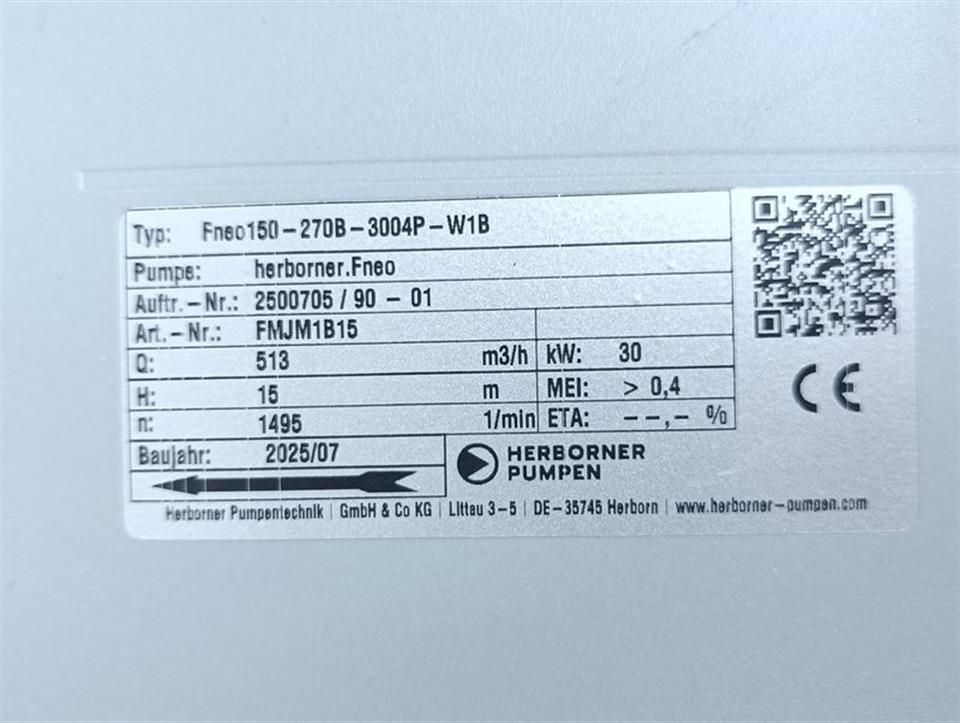 Typ: Fneo150-270B-3004P-W1B
Pumpe: herborner.Fneo
Auftr.-Nr.: 2500705 / 90 - 01
Art.-Nr.: FMJM1B15
Q: 513 m3/h kW: 30
H: 15 m MEI: > 0,4
n: 1495 1/min ETA: --,- %
Baujahr: 2025/07
HERBORNER
PUMPEN
CE
Herborner Pumpentechnik | GmbH & Co KG | Littau 3-5 | DE-35745 Herborn | www.herborner-pumpen.com